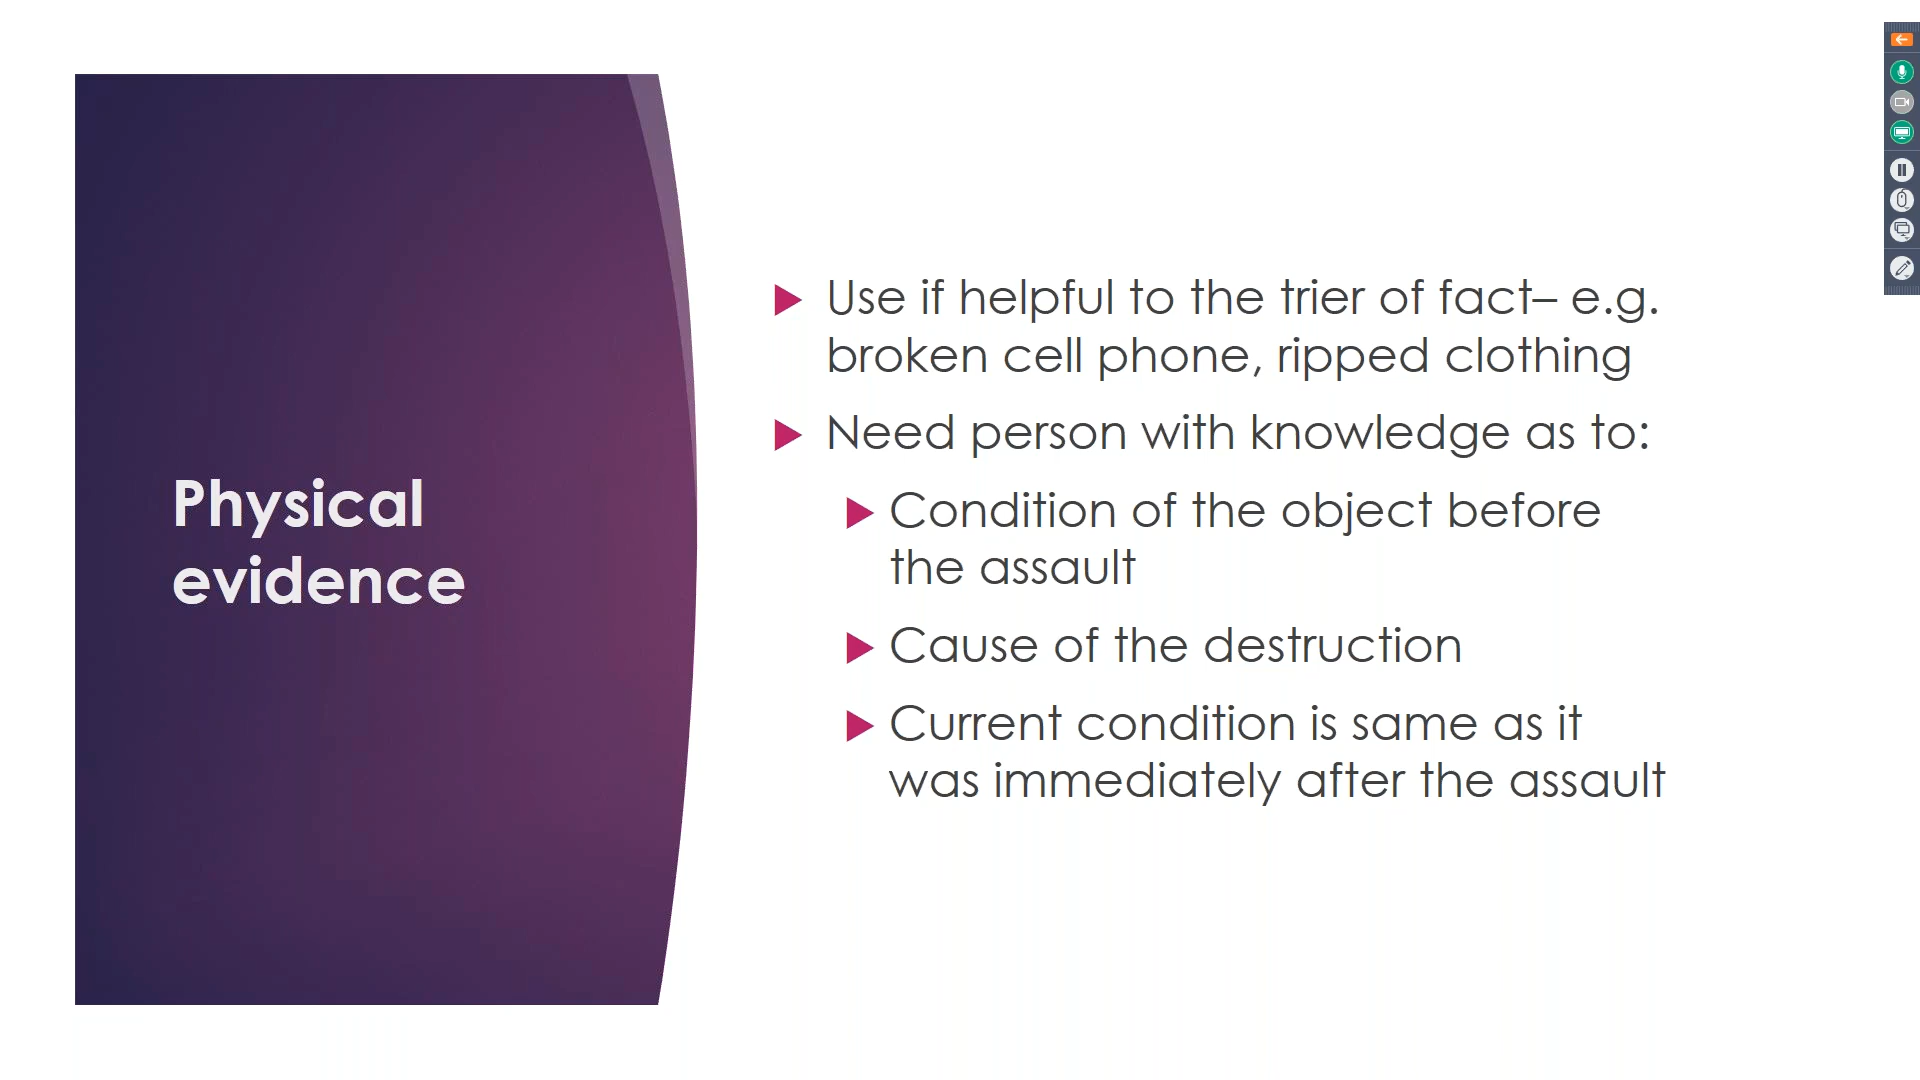 Physical
evidence
Use if helpful to the trier of fact– e.g.
broken cell phone, ripped clothing
Need person with knowledge as to:
Condition of the object before
the assault
Cause of the destruction
Current condition is same as it
was immediately after the assault